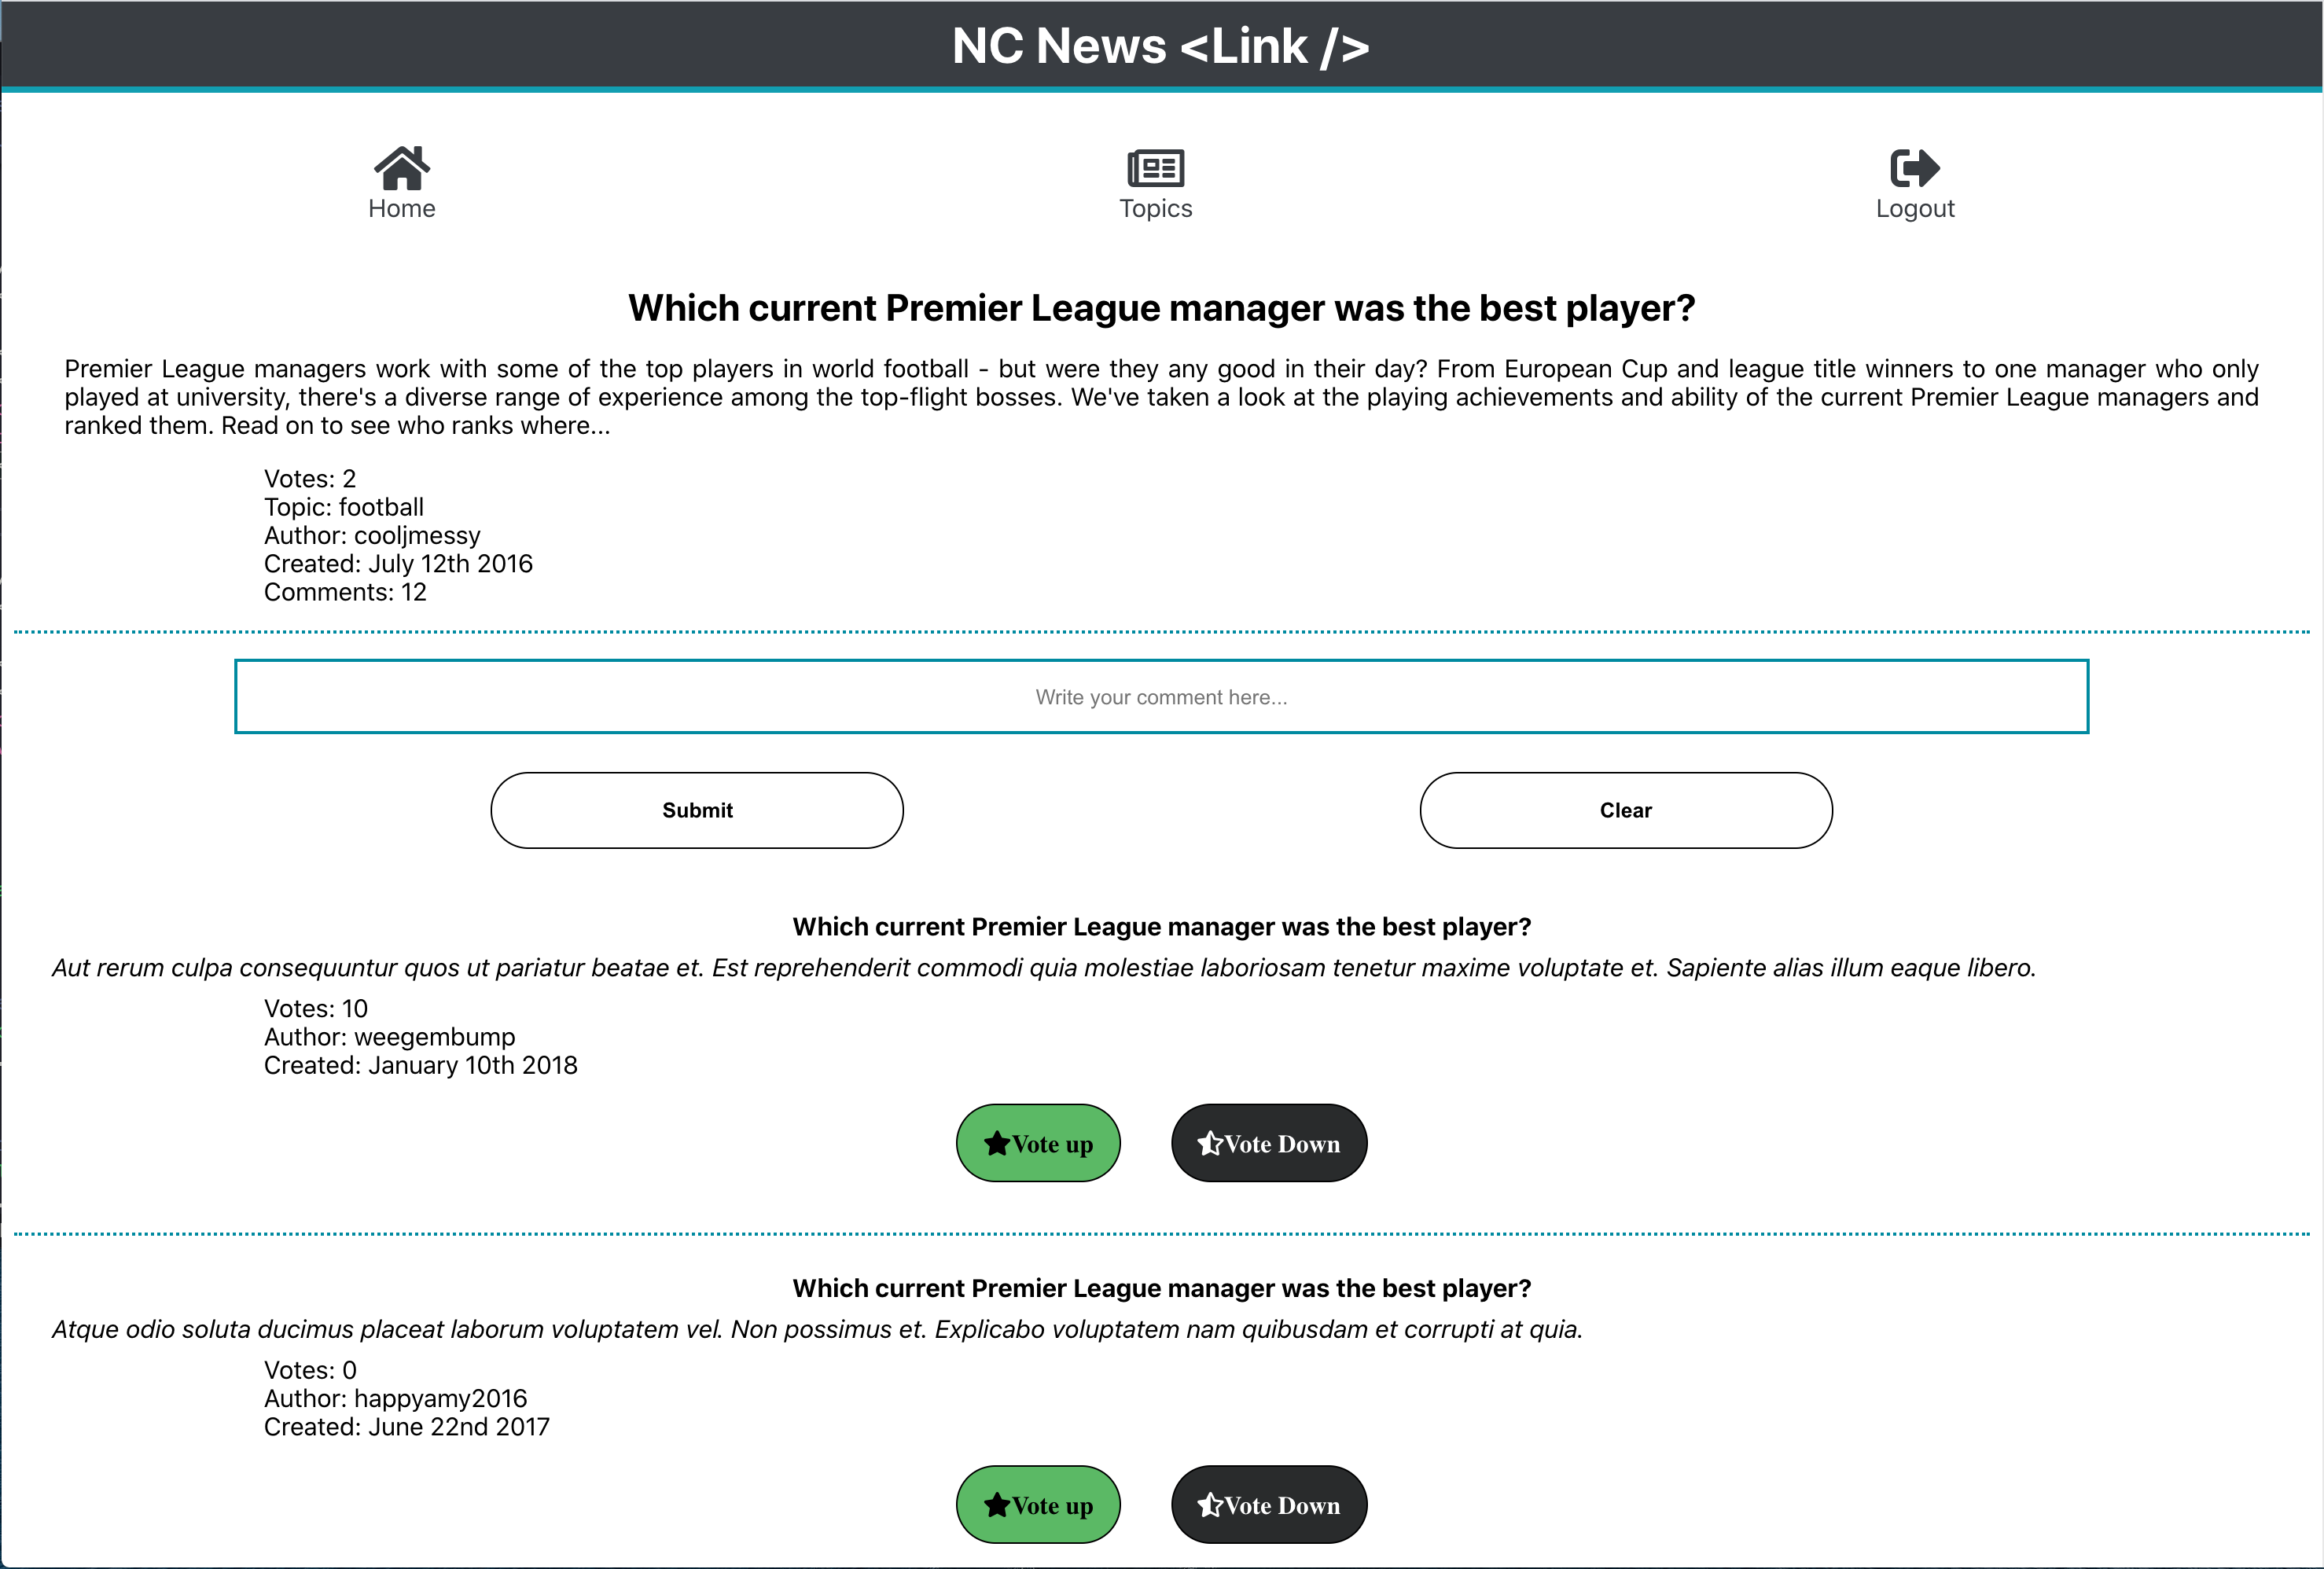 NC News <Link />
Home
Topics
Logout
Which current Premier League manager was the best player?
Premier League managers work with some of the top players in world football - but were they any good in their day? From European Cup and league title winners to one manager who only
played at university, there's a diverse range of experience among the top-flight bosses. We've taken a look at the playing achievements and ability of the current Premier League managers and
ranked them. Read on to see who ranks where...
Votes: 2
Topic: football
Author: cooljmessy
Created: July 12th 2016
Comments: 12
Write your comment here...
Submit
Clear
Which current Premier League manager was the best player?
Aut rerum culpa consequuntur quos ut pariatur beatae et. Est reprehenderit commodi quia molestiae laboriosam tenetur maxime voluptate et. Sapiente alias illum eaque libero.
Votes: 10
Author: weegembump
Created: January 10th 2018
Vote up
Vote Down
Which current Premier League manager was the best player?
Atque odio soluta ducimus placeat laborum voluptatem vel. Non possimus et. Explicabo voluptatem nam quibusdam et corrupti at quia.
Votes: 0
Author: happyamy2016
Created: June 22nd 2017
Vote up
Vote Down